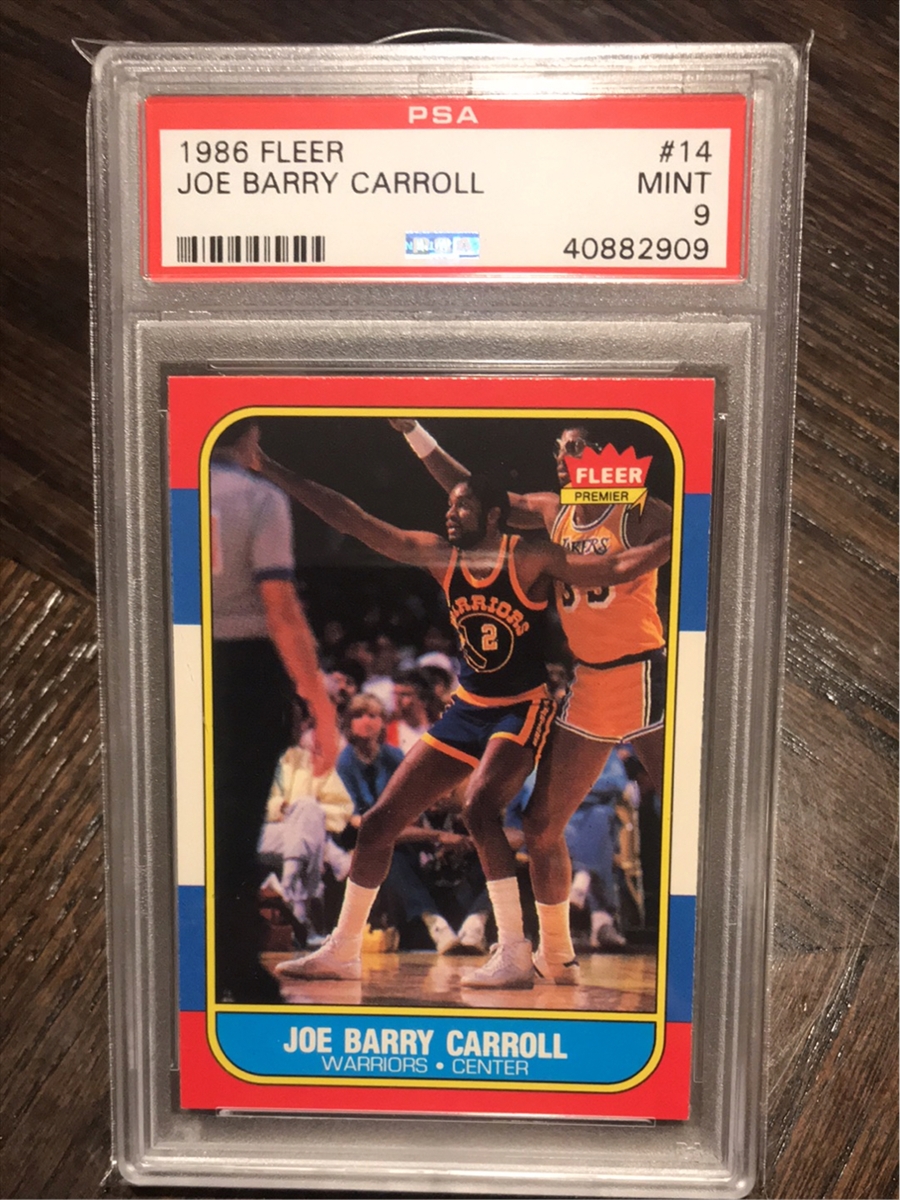 PSA
1986 FLEER #14
JOE BARRY CARROLL MINT
9
40882909
FLEER
PREMIER
WARRIORS
2
JOE BARRY CARROLL
WARRIORS • CENTER